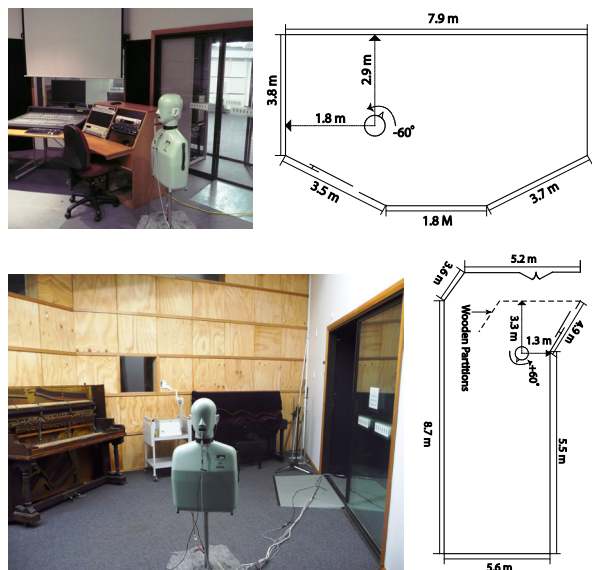 7.9 m
3.8 m
2.9 m
1.8 m
-60°
3.5 m
1.8 M
3.7 m
5.2 m
3.6 m
Wooden Partitions
3.3 m
1.3 m
4.9 m
+60°
8.7 m
5.5 m
5.6 m